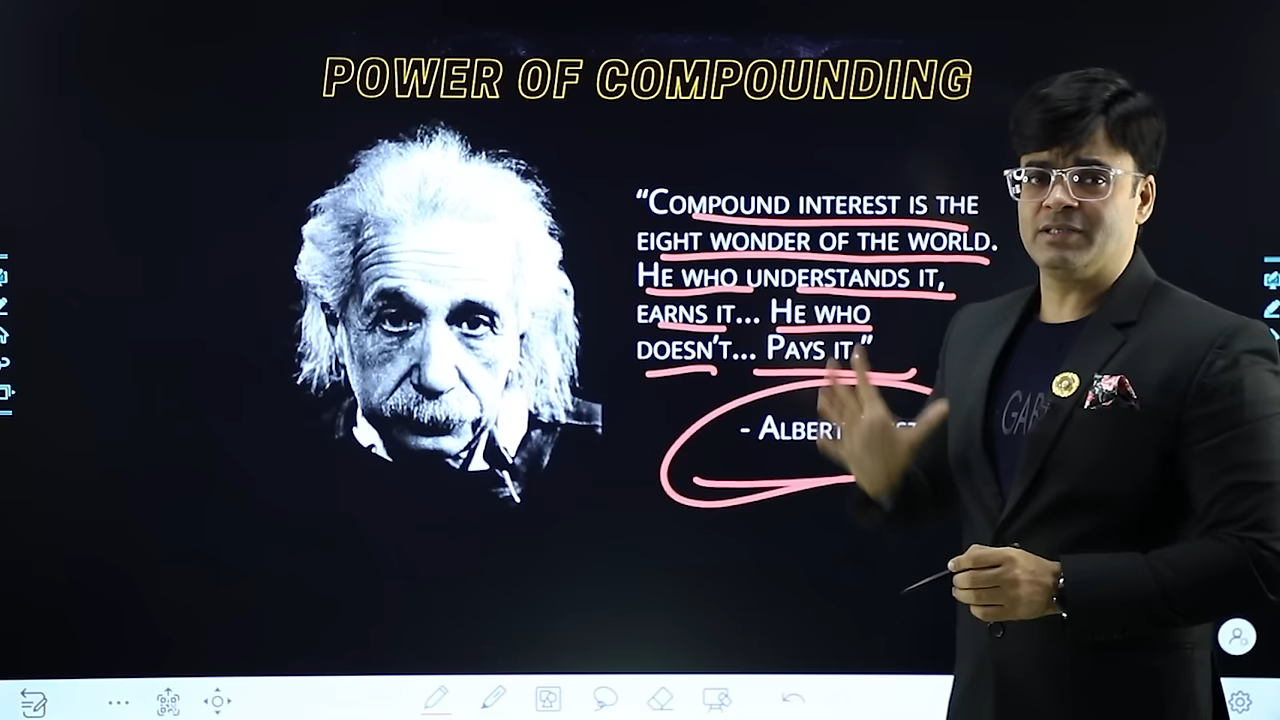 POWER OF COMPOUNDING
“COMPOUND INTEREST IS THE
EIGHT WONDER OF THE WORLD.
HE WHO UNDERSTANDS IT,
EARNS IT... HE WHO
DOESN'T... PAYS IT.”
- ALBERT